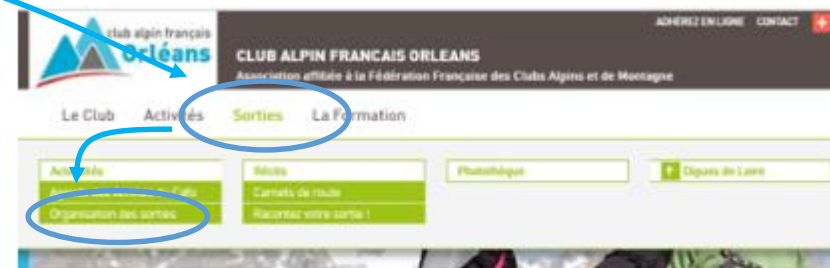 club alpin français
Orléans
ADHÉREZ EN LIGNE CONTACT
CLUB ALPIN FRANCAIS ORLEANS
Association affiliée à la Fédération Française des Clubs Alpins et de Montagne
Le Club Activités Sorties La Formation
Récits Photothèque Digues de Loire
Carnets de route
Organisation des sorties Racontez votre sortie !